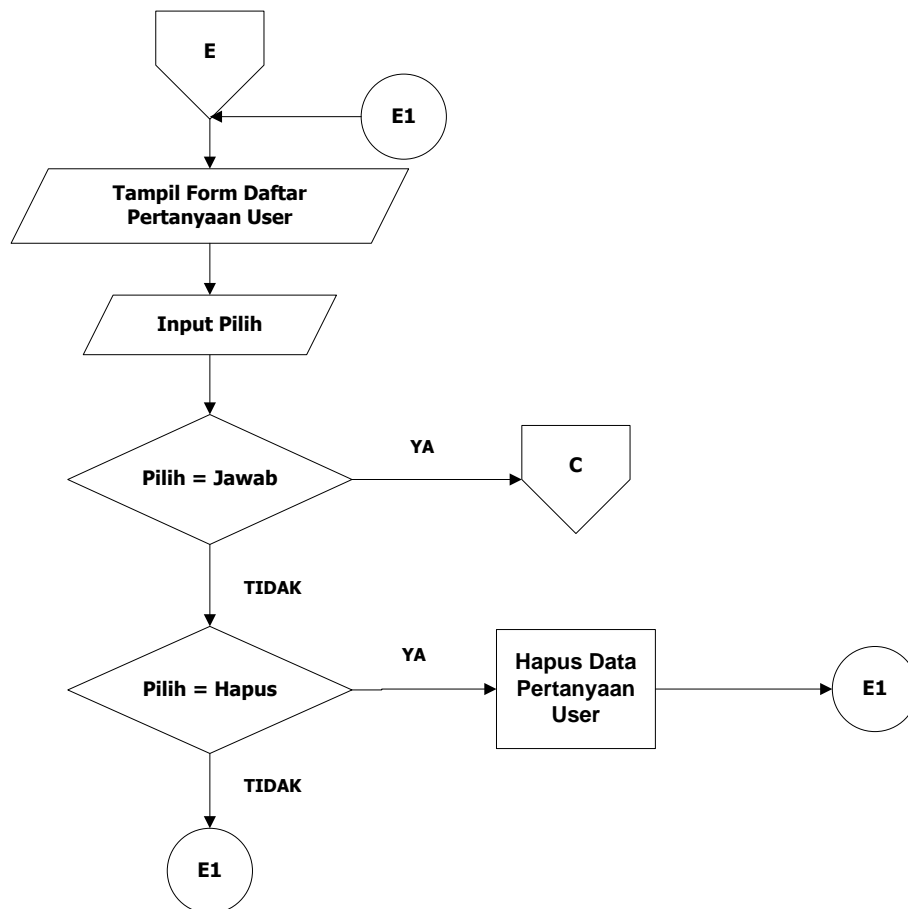 E
E1
Tampil Form Daftar
Pertanyaan User
Input Pilih
Pilih = Jawab
YA
C
TIDAK
Pilih = Hapus
YA
Hapus Data
Pertanyaan
User
E1
TIDAK
E1